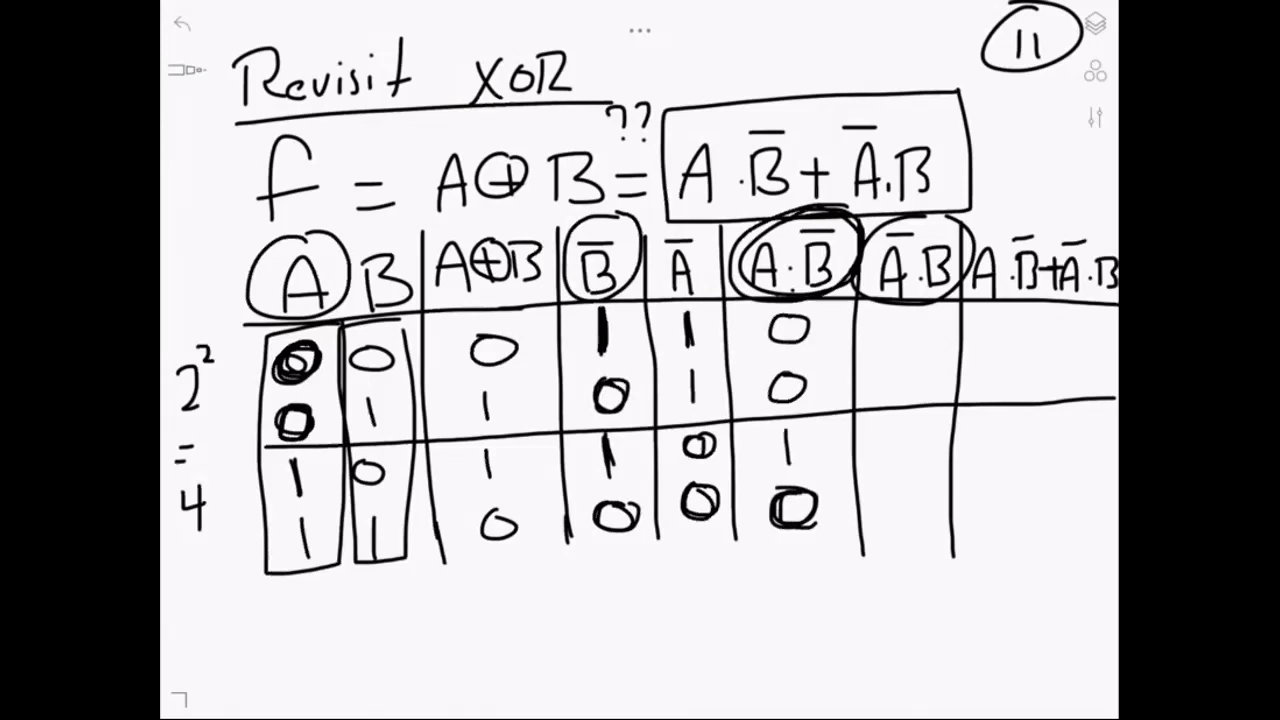 Revisit XOR
11
f = A⊕B = A·B̅ + A̅·B
??
A B A⊕B B̅ A̅ A·B̅ A̅·B A·B̅+A̅·B
0 0 0 1 1 0
0 1 1 0 1 0
1 0 1 1 0 1
1 1 0 0 0 0
2²
=
4